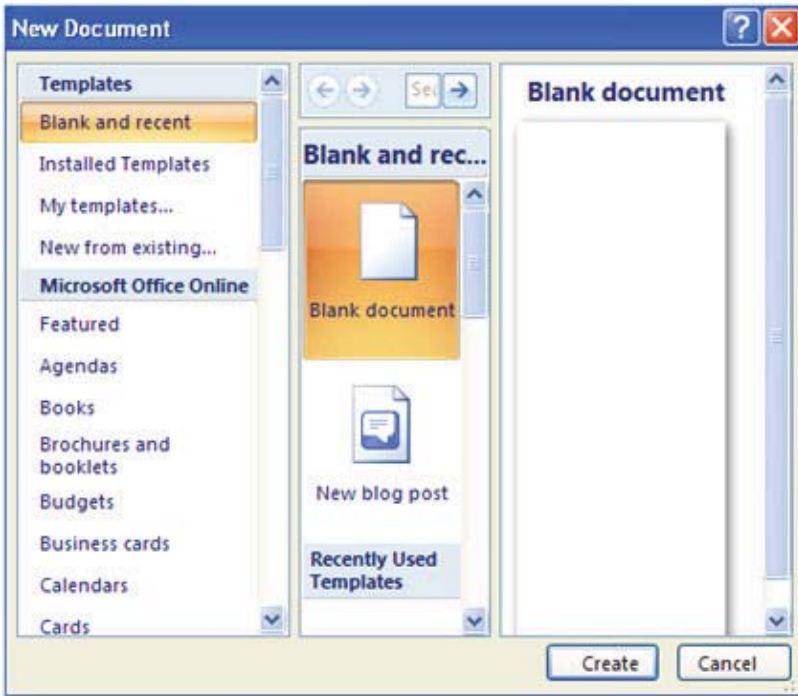 New Document
?
Templates
Blank and recent
Installed Templates
My templates...
New from existing...
Microsoft Office Online
Featured
Agendas
Books
Brochures and
booklets
Budgets
Business cards
Calendars
Cards
Blank and rec...
Blank document
New blog post
Recently Used
Templates
Blank document
Create
Cancel